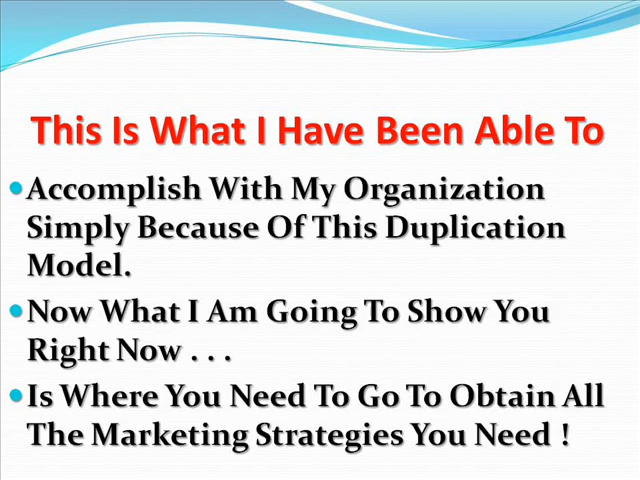 This Is What I Have Been Able To
Accomplish With My Organization
Simply Because Of This Duplication
Model.
Now What I Am Going To Show You
Right Now . . .
Is Where You Need To Go To Obtain All
The Marketing Strategies You Need !